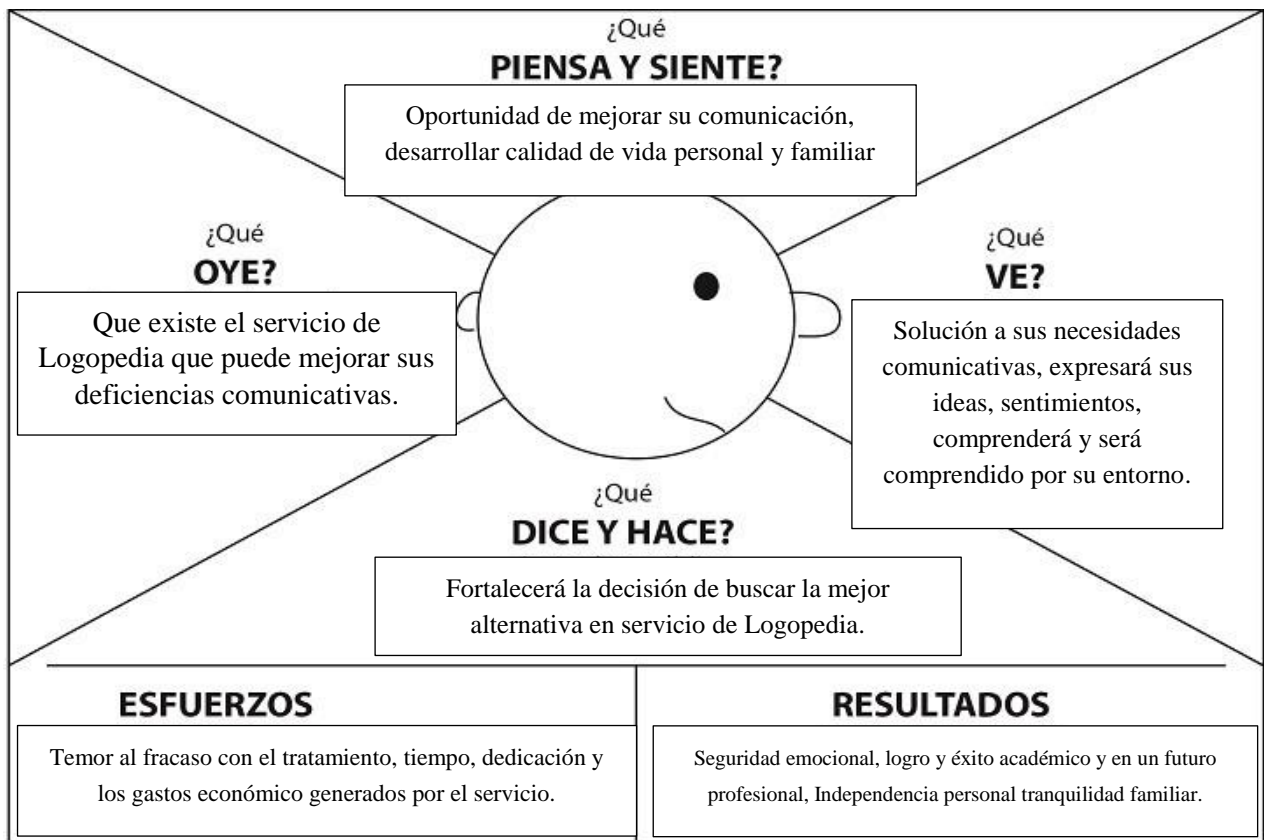 ¿Qué
PIENSA Y SIENTE?
Oportunidad de mejorar su comunicación,
desarrollar calidad de vida personal y familiar
¿Qué
OYE?
Que existe el servicio de
Logopedia que puede mejorar sus
deficiencias comunicativas.
¿Qué
VE?
Solución a sus necesidades
comunicativas, expresará sus
ideas, sentimientos,
comprenderá y será
comprendido por su entorno.
¿Qué
DICE Y HACE?
Fortalecerá la decisión de buscar la mejor
alternativa en servicio de Logopedia.
ESFUERZOS
Temor al fracaso con el tratamiento, tiempo, dedicación y
los gastos económico generados por el servicio.
RESULTADOS
Seguridad emocional, logro y éxito académico y en un futuro
profesional, Independencia personal tranquilidad familiar.